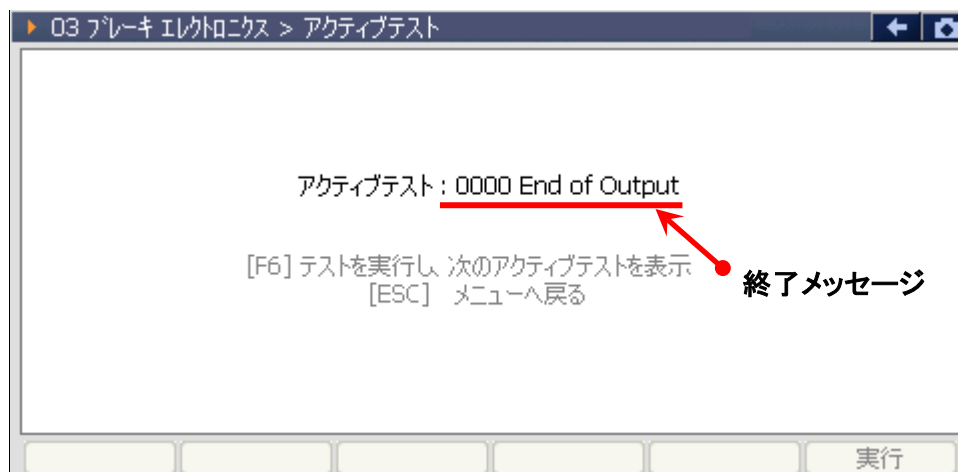 03 ブレーキ エレクトロニクス > アクティブテスト
アクティブテスト : 0000 End of Output
[F6] テストを実行し、次のアクティブテストを表示
[ESC] メニューへ戻る
終了メッセージ
実行